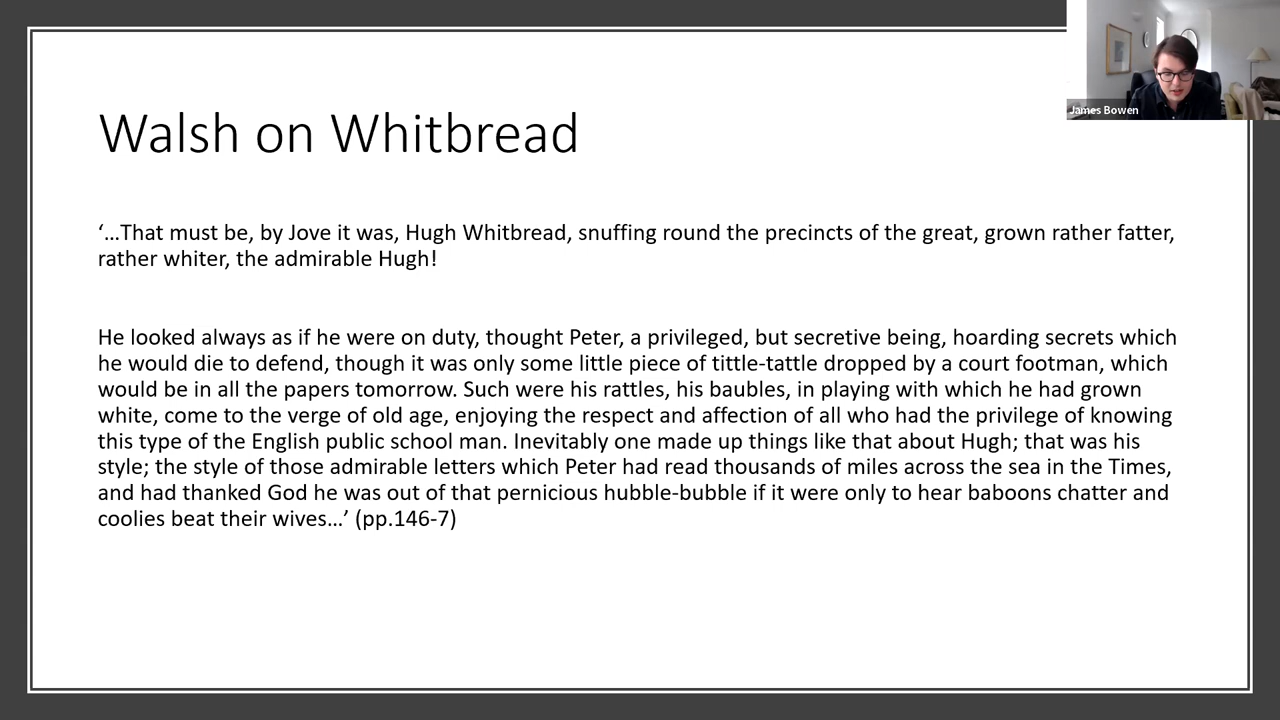 James Bowen
Walsh on Whitbread
‘…That must be, by Jove it was, Hugh Whitbread, snuffing round the precincts of the great, grown rather fatter,
rather whiter, the admirable Hugh!
He looked always as if he were on duty, thought Peter, a privileged, but secretive being, hoarding secrets which
he would die to defend, though it was only some little piece of tittle-tattle dropped by a court footman, which
would be in all the papers tomorrow. Such were his rattles, his baubles, in playing with which he had grown
white, come to the verge of old age, enjoying the respect and affection of all who had the privilege of knowing
this type of the English public school man. Inevitably one made up things like that about Hugh; that was his
style; the style of those admirable letters which Peter had read thousands of miles across the sea in the Times,
and had thanked God he was out of that pernicious hubble-bubble if it were only to hear baboons chatter and
coolies beat their wives…’ (pp.146-7)